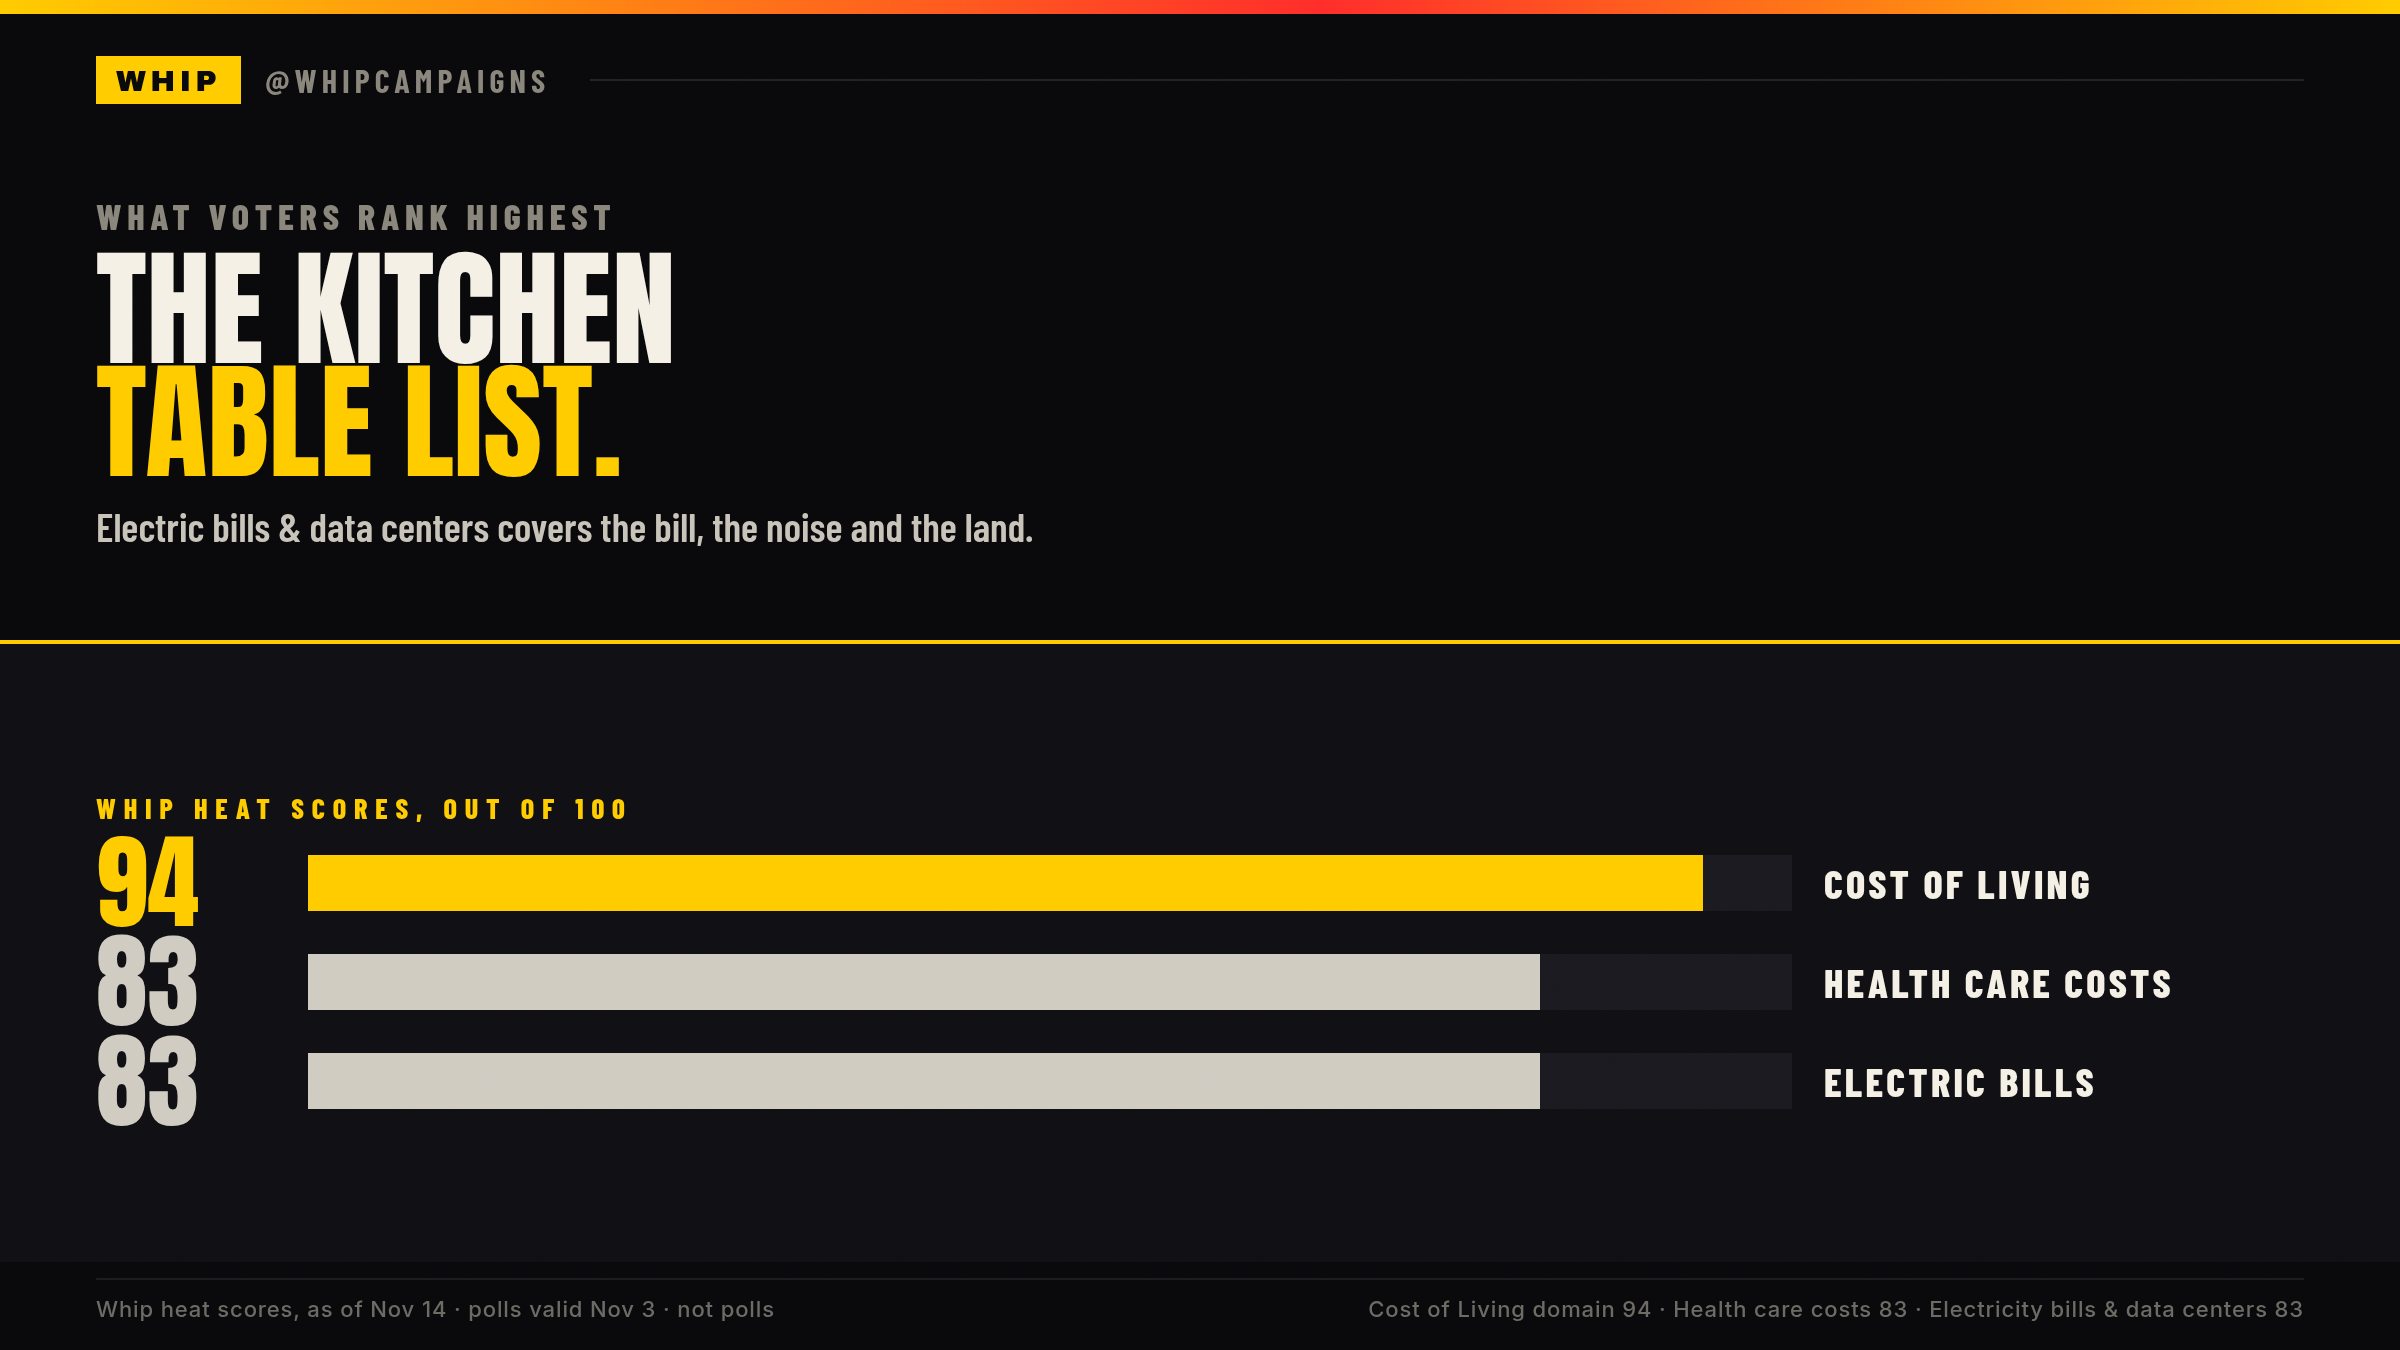 WHIP @WHIPCAMPAIGNS
WHAT VOTERS RANK HIGHEST
THE KITCHEN
TABLE LIST.
Electric bills & data centers covers the bill, the noise and the land.
WHIP HEAT SCORES, OUT OF 100
94 COST OF LIVING
83 HEALTH CARE COSTS
83 ELECTRIC BILLS
Whip heat scores, as of Nov 14 · polls valid Nov 3 · not polls
Cost of Living domain 94 · Health care costs 83 · Electricity bills & data centers 83